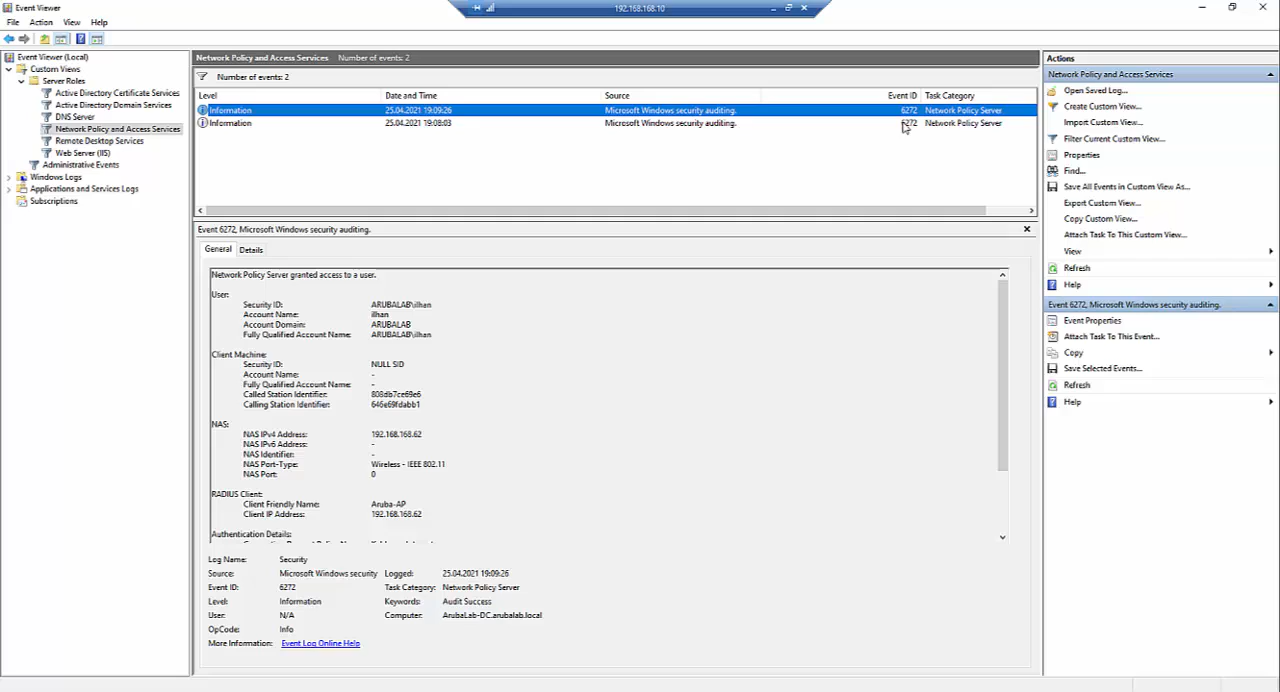 Event Viewer
192.168.168.10
File Action View Help
Event Viewer (Local)
Custom Views
Server Roles
Active Directory Certificate Services
Active Directory Domain Services
DNS Server
Network Policy and Access Services
Remote Desktop Services
Web Server (IIS)
Administrative Events
Windows Logs
Applications and Services Logs
Subscriptions
Network Policy and Access Services Number of events: 2
Number of events: 2
Level Date and Time Source Event ID Task Category
Information 25.04.2021 19:09:26 Microsoft Windows security auditing. 6272 Network Policy Server
Information 25.04.2021 19:08:03 Microsoft Windows security auditing. 6272 Network Policy Server
Event 6272, Microsoft Windows security auditing.
General Details
Network Policy Server granted access to a user.
User:
Security ID: ARUBALAB\ilhan
Account Name: ilhan
Account Domain: ARUBALAB
Fully Qualified Account Name: ARUBALAB\ilhan
Client Machine:
Security ID: NULL SID
Account Name: -
Fully Qualified Account Name: -
Called Station Identifier: 808db7ce69e6
Calling Station Identifier: 646e69fdabb1
NAS:
NAS IPv4 Address: 192.168.168.62
NAS IPv6 Address: -
NAS Identifier: -
NAS Port-Type: Wireless - IEEE 802.11
NAS Port: 0
RADIUS Client:
Client Friendly Name: Aruba-AP
Client IP Address: 192.168.168.62
Authentication Details:
Log Name: Security
Source: Microsoft Windows security Logged: 25.04.2021 19:09:26
Event ID: 6272 Task Category: Network Policy Server
Level: Information Keywords: Audit Success
User: N/A Computer: ArubaLab-DC.arubalab.local
OpCode: Info
More Information: Event Log Online Help
Actions
Network Policy and Access Services
Open Saved Log...
Create Custom View...
Import Custom View...
Filter Current Custom View...
Properties
Find...
Save All Events in Custom View As...
Export Custom View...
Copy Custom View...
Attach Task To This Custom View...
View
Refresh
Help
Event 6272, Microsoft Windows security auditing.
Event Properties
Attach Task To This Event...
Copy
Save Selected Events...
Refresh
Help